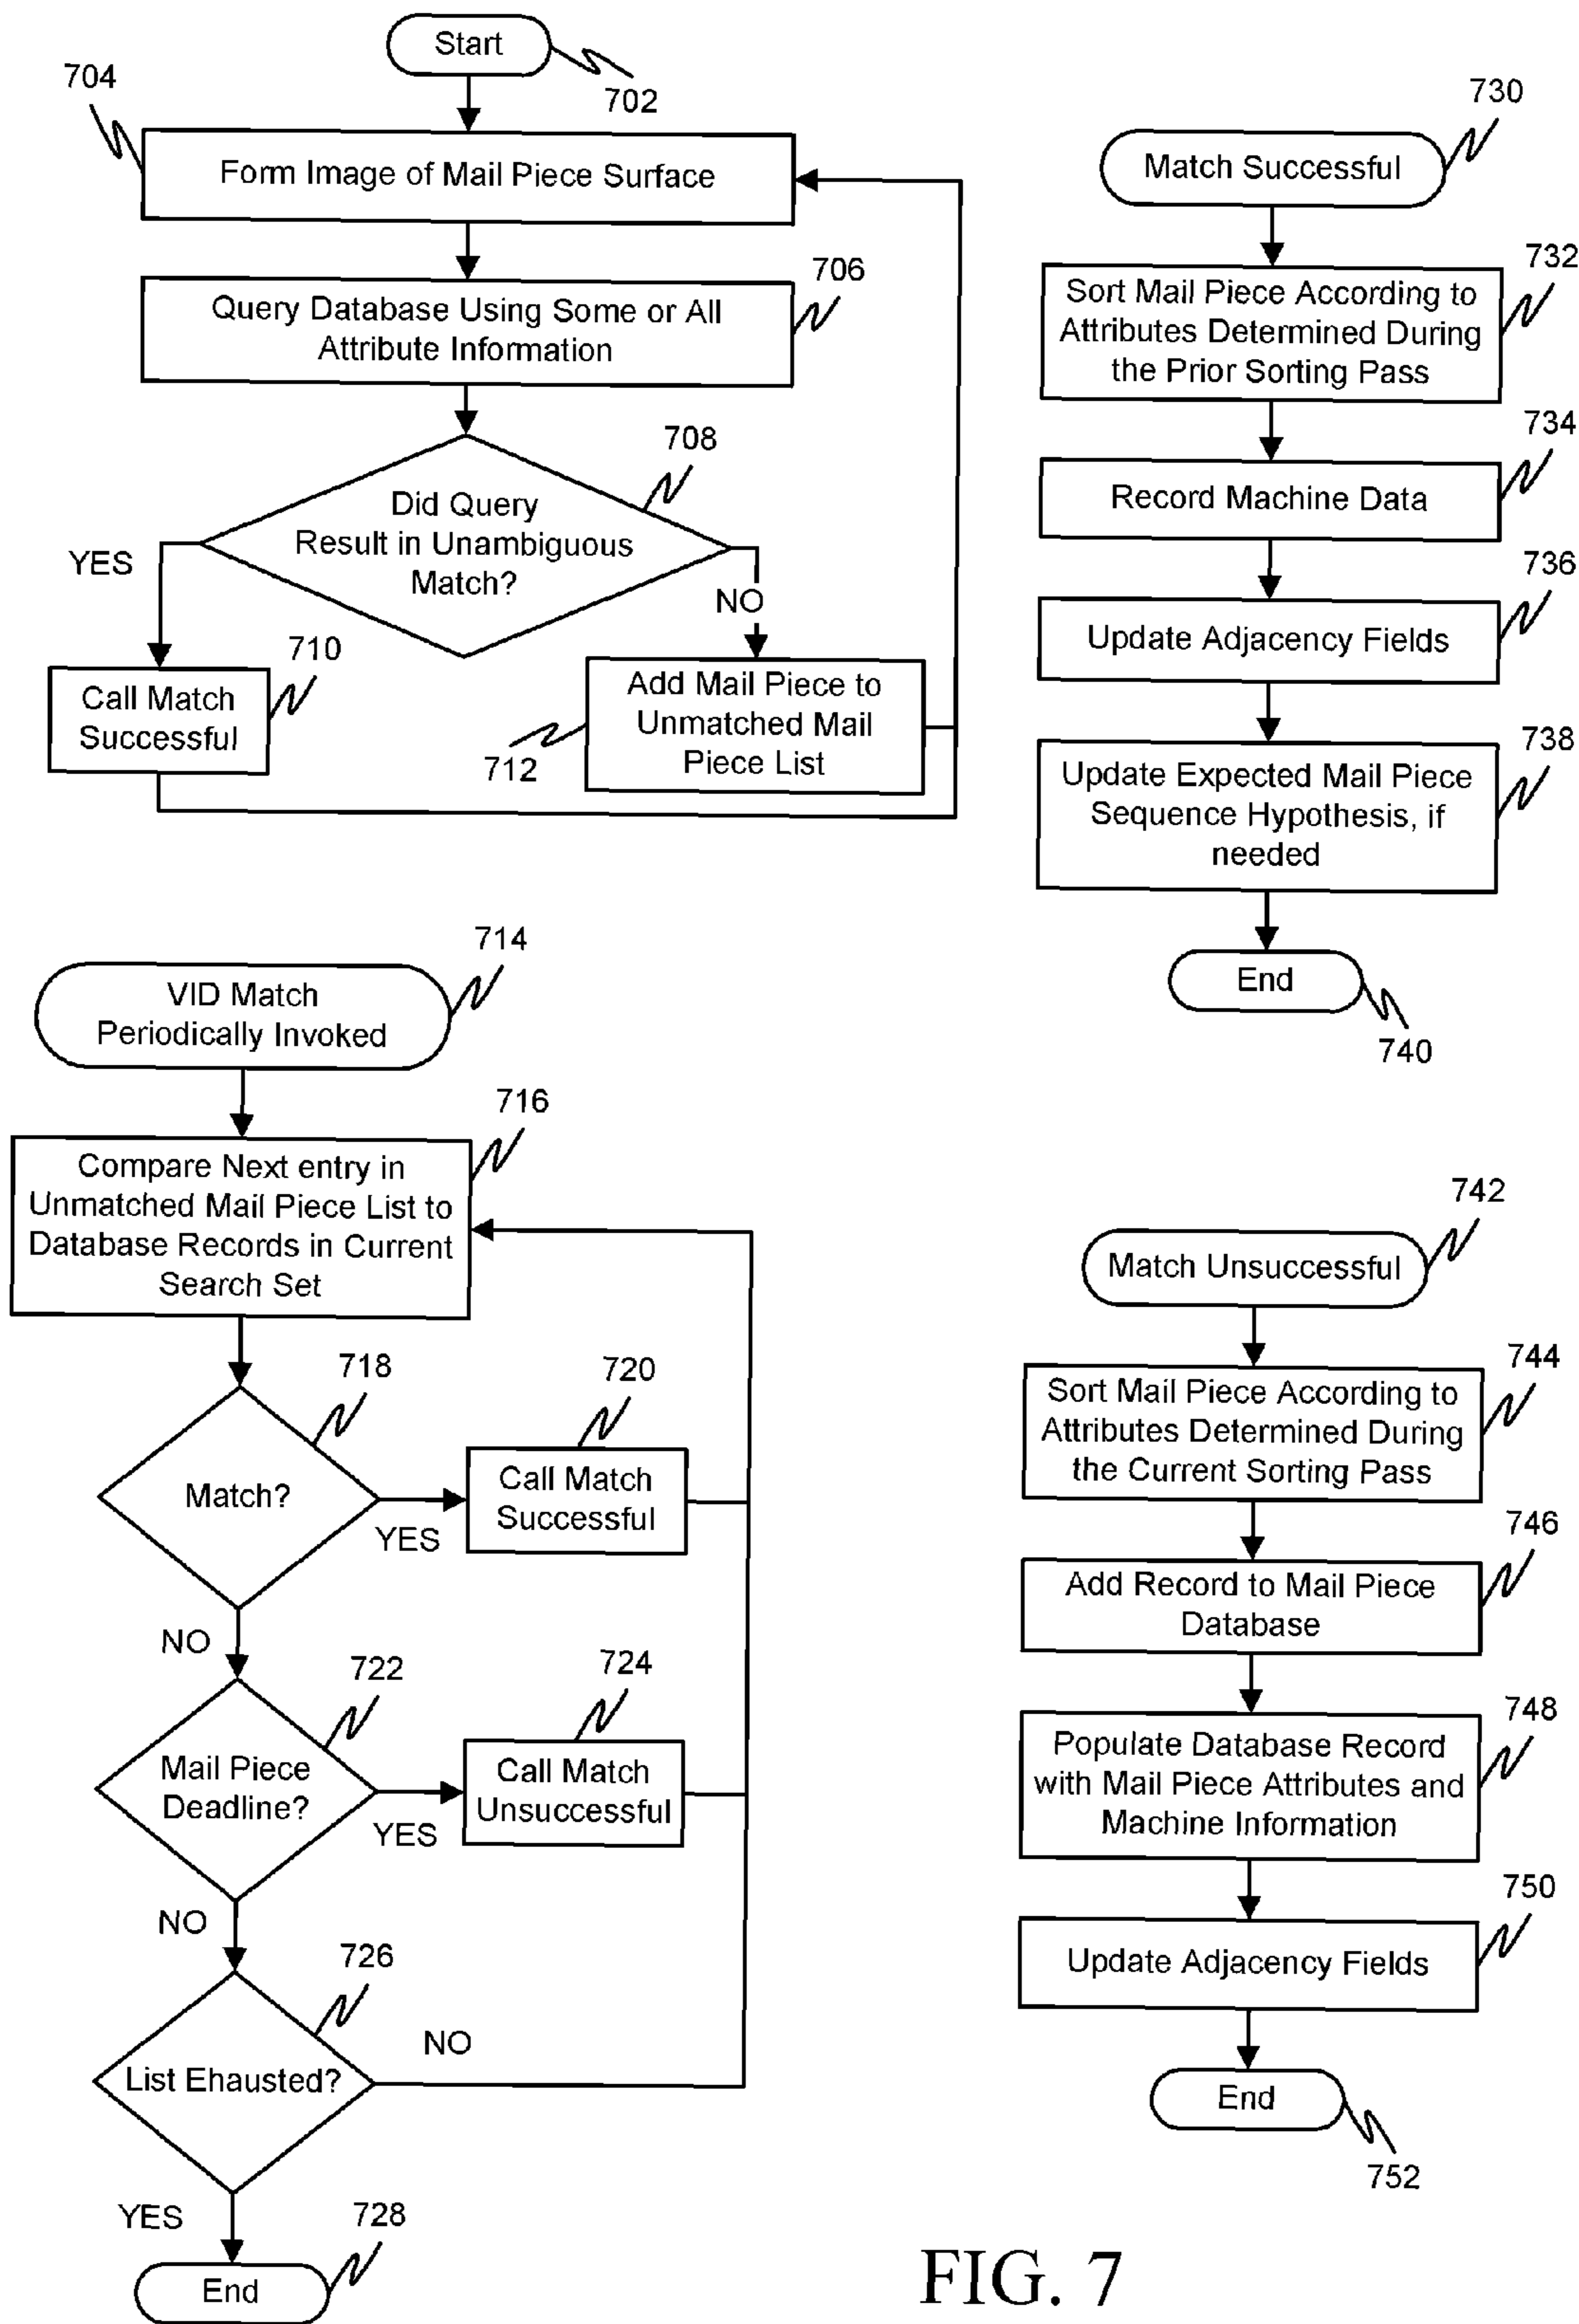 Start
702
704
Form Image of Mail Piece Surface
706
Query Database Using Some or All
Attribute Information
708
Did Query
Result in Unambiguous
Match?
YES
NO
710
Call Match
Successful
712
Add Mail Piece to
Unmatched Mail
Piece List
714
VID Match
Periodically Invoked
716
Compare Next entry in
Unmatched Mail Piece List to
Database Records in Current
Search Set
718
Match?
YES
720
Call Match
Successful
NO
722
Mail Piece
Deadline?
YES
724
Call Match
Unsuccessful
NO
726
List Ehausted?
NO
YES
728
End
730
Match Successful
732
Sort Mail Piece According to
Attributes Determined During
the Prior Sorting Pass
734
Record Machine Data
736
Update Adjacency Fields
738
Update Expected Mail Piece
Sequence Hypothesis, if
needed
End
740
742
Match Unsuccessful
744
Sort Mail Piece According to
Attributes Determined During
the Current Sorting Pass
746
Add Record to Mail Piece
Database
748
Populate Database Record
with Mail Piece Attributes and
Machine Information
750
Update Adjacency Fields
End
752
FIG. 7